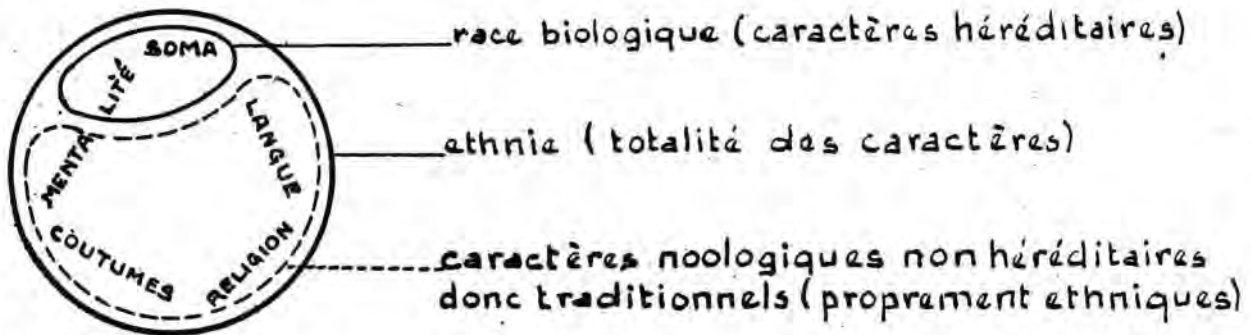 SOMA
MENTA
LITÉ
LANGUE
COUTUMES
RELIGION
race biologique (caractères héréditaires)
ethnie (totalité des caractères)
caractères noologiques non héréditaires
donc traditionnels (proprement ethniques)